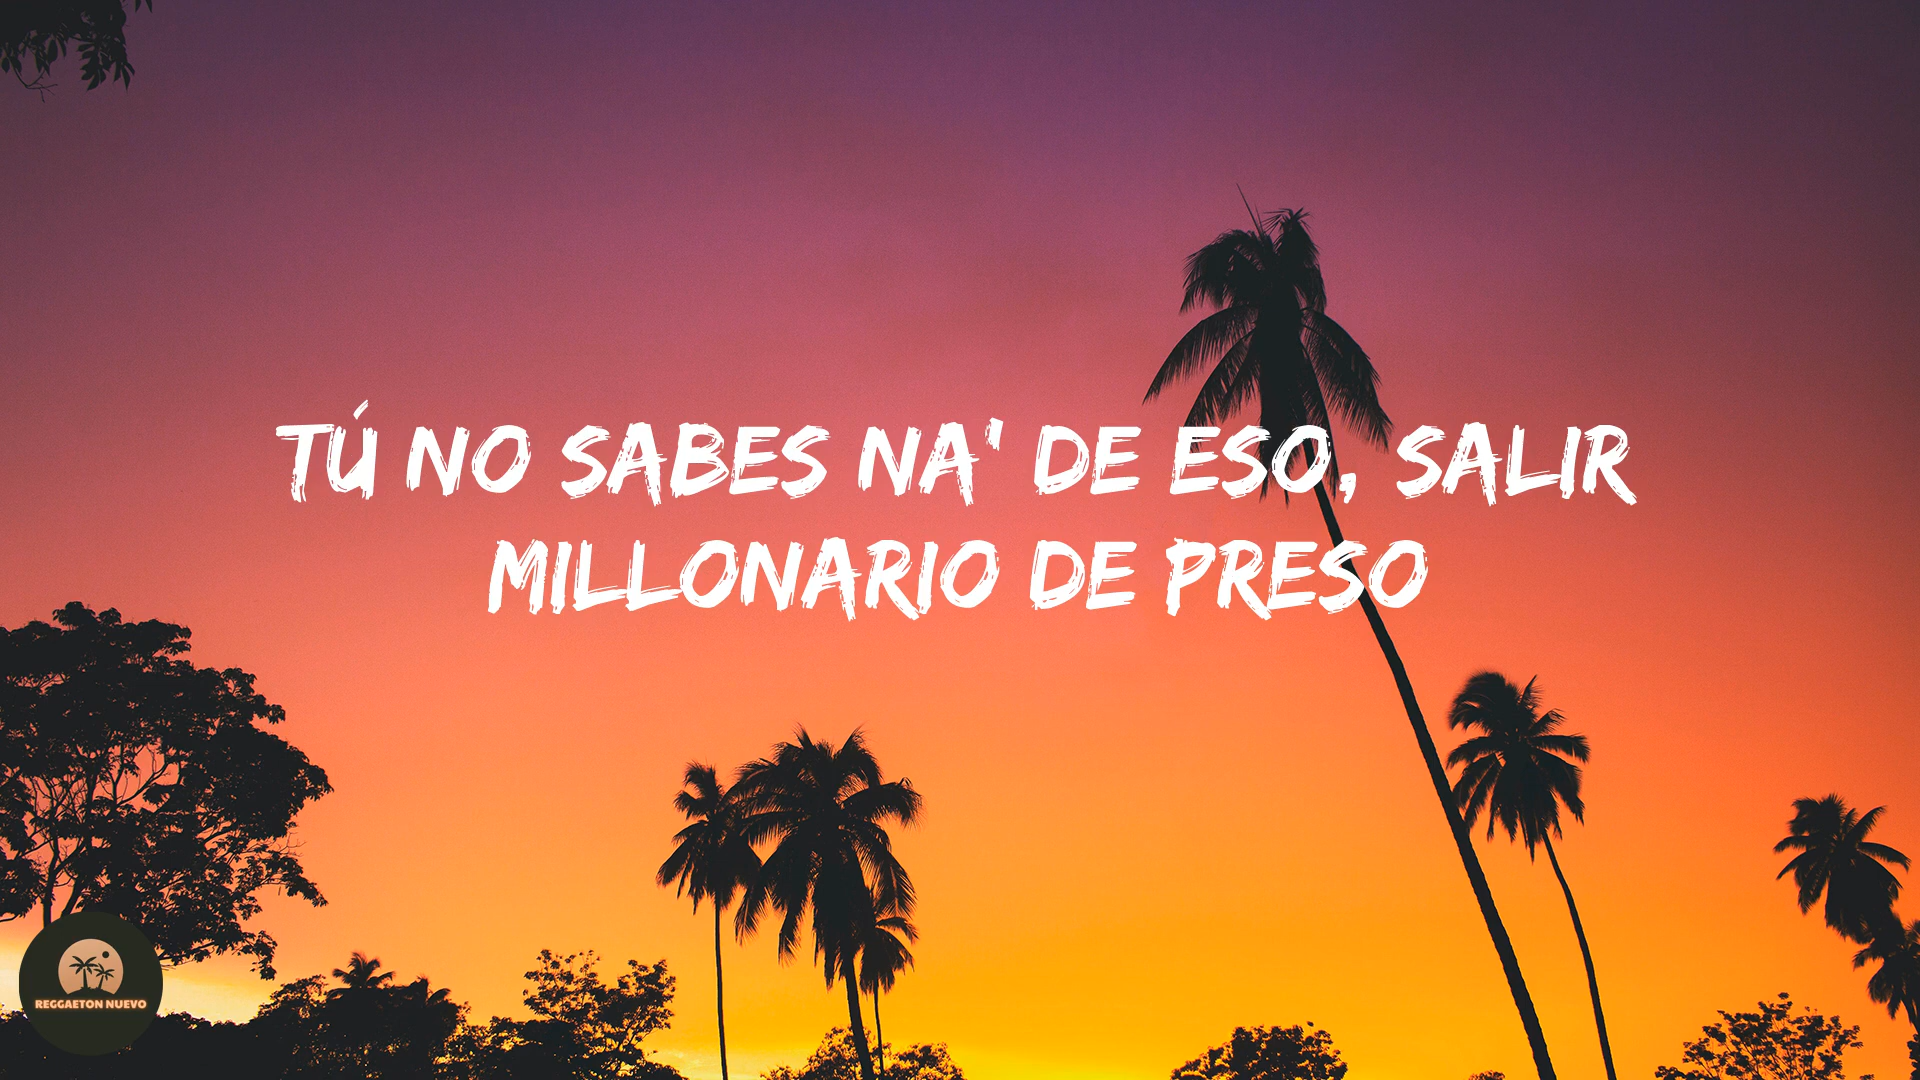 TÚ NO SABES NA' DE ESO, SALIR
MILLONARIO DE PRESO
REGGAETON NUEVO